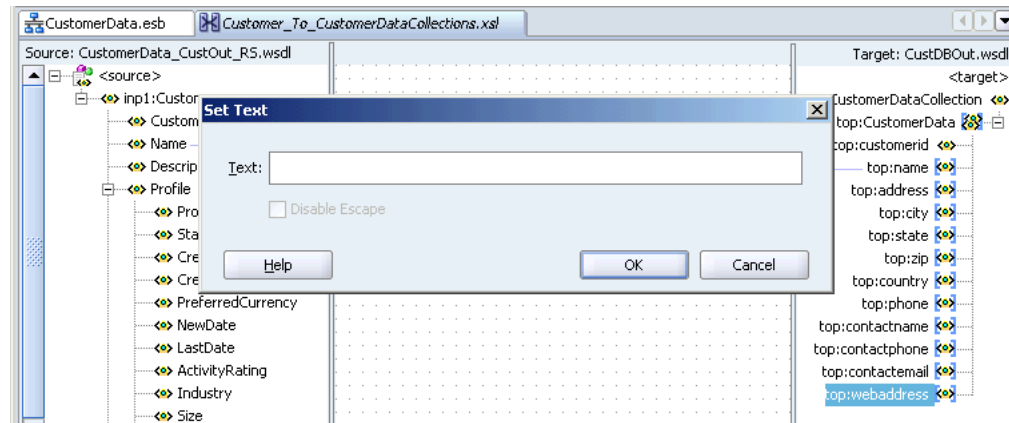 CustomerData.esb
Customer_To_CustomerDataCollections.xsl
Source: CustomerData_CustOut_RS.wsdl
Target: CustDBOut.wsdl
<source>
<target>
inp1:Custor
CustomerDataCollection
Set Text
Custom
top:CustomerData
Name
top:customerid
Descrip
Text:
top:name
Profile
top:address
Pro
Disable Escape
top:city
Sta
top:state
Cre
Help
OK
Cancel
top:zip
Cre
top:country
PreferredCurrency
top:phone
NewDate
top:contactname
LastDate
top:contactphone
ActivityRating
top:contactemail
Industry
top:webaddress
Size